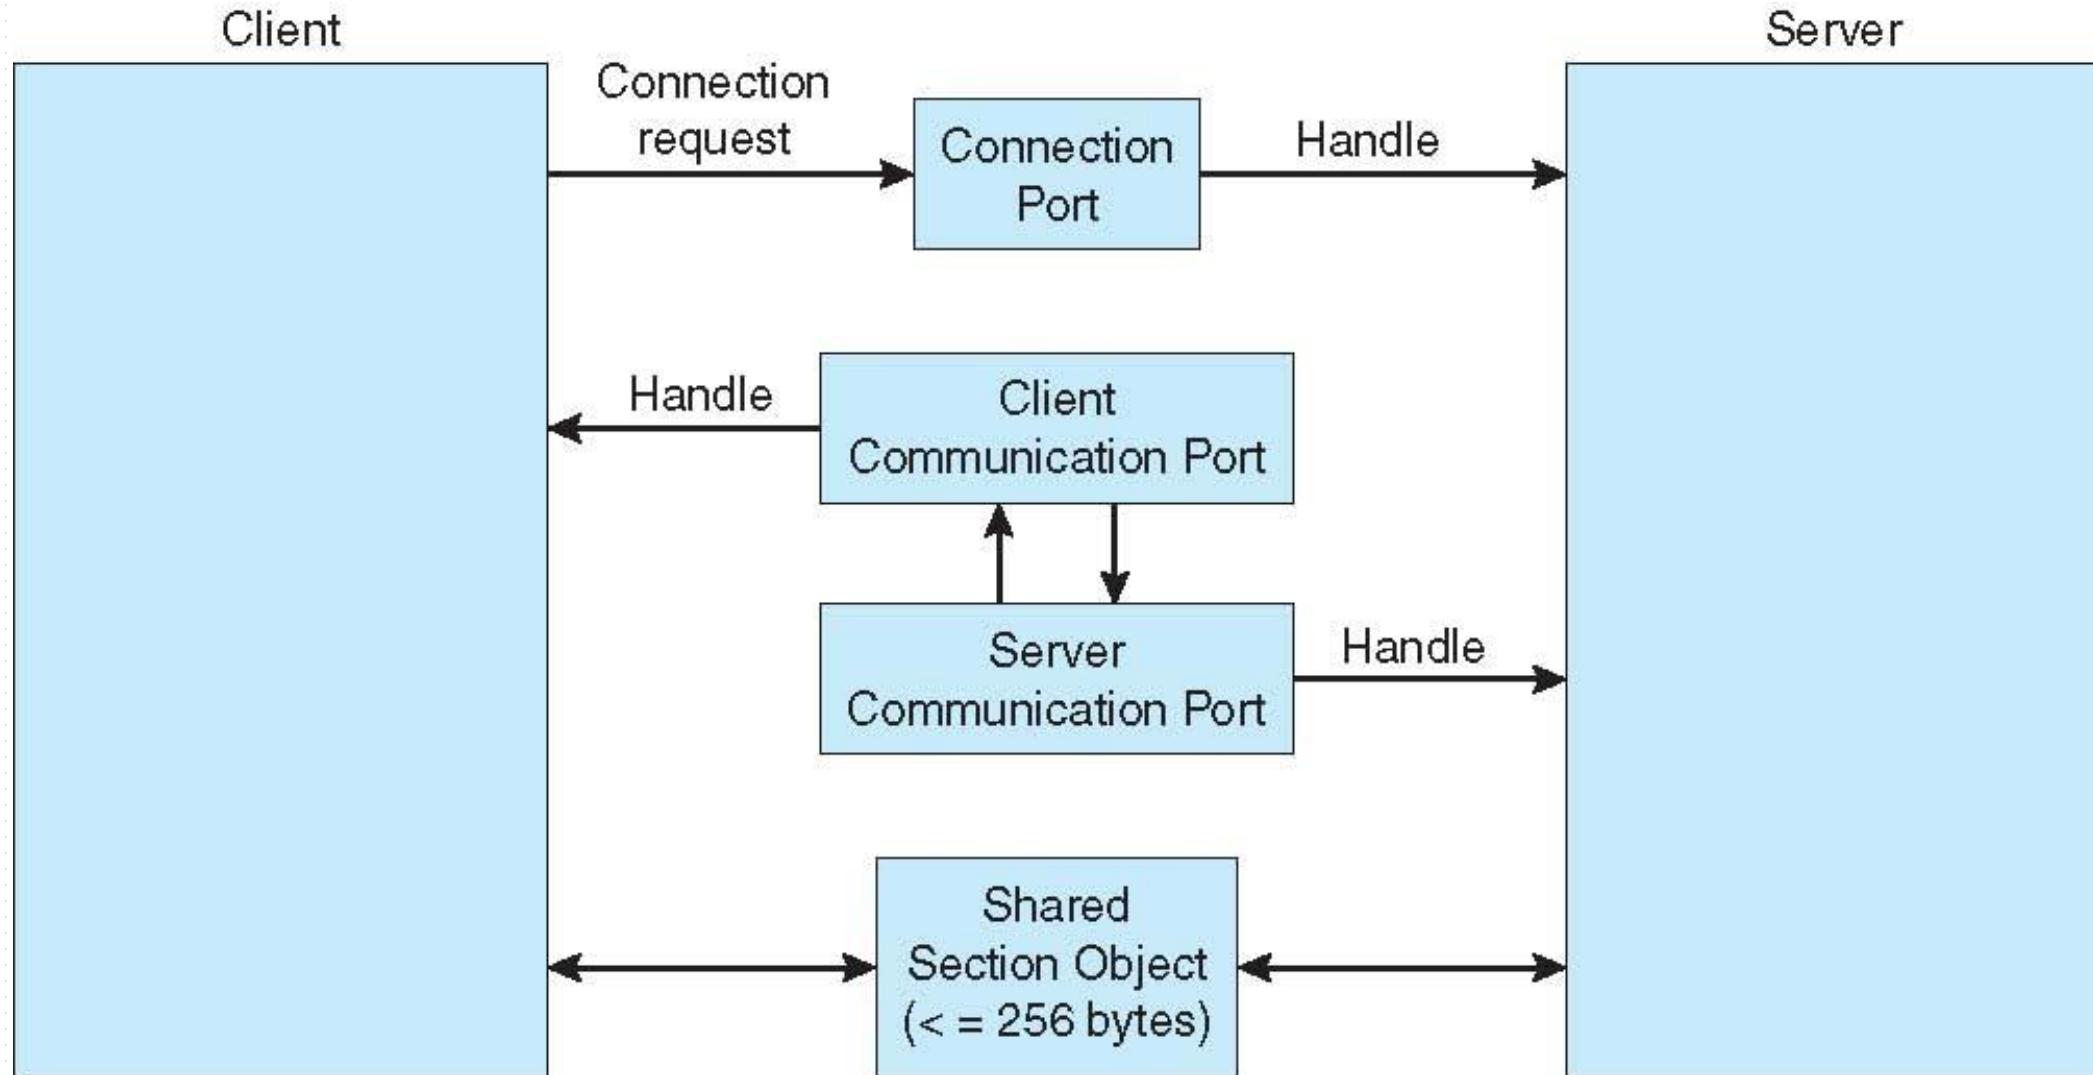 Client
Server
Connection
request
Connection
Port
Handle
Handle
Client
Communication Port
Server
Communication Port
Handle
Shared
Section Object
(< = 256 bytes)